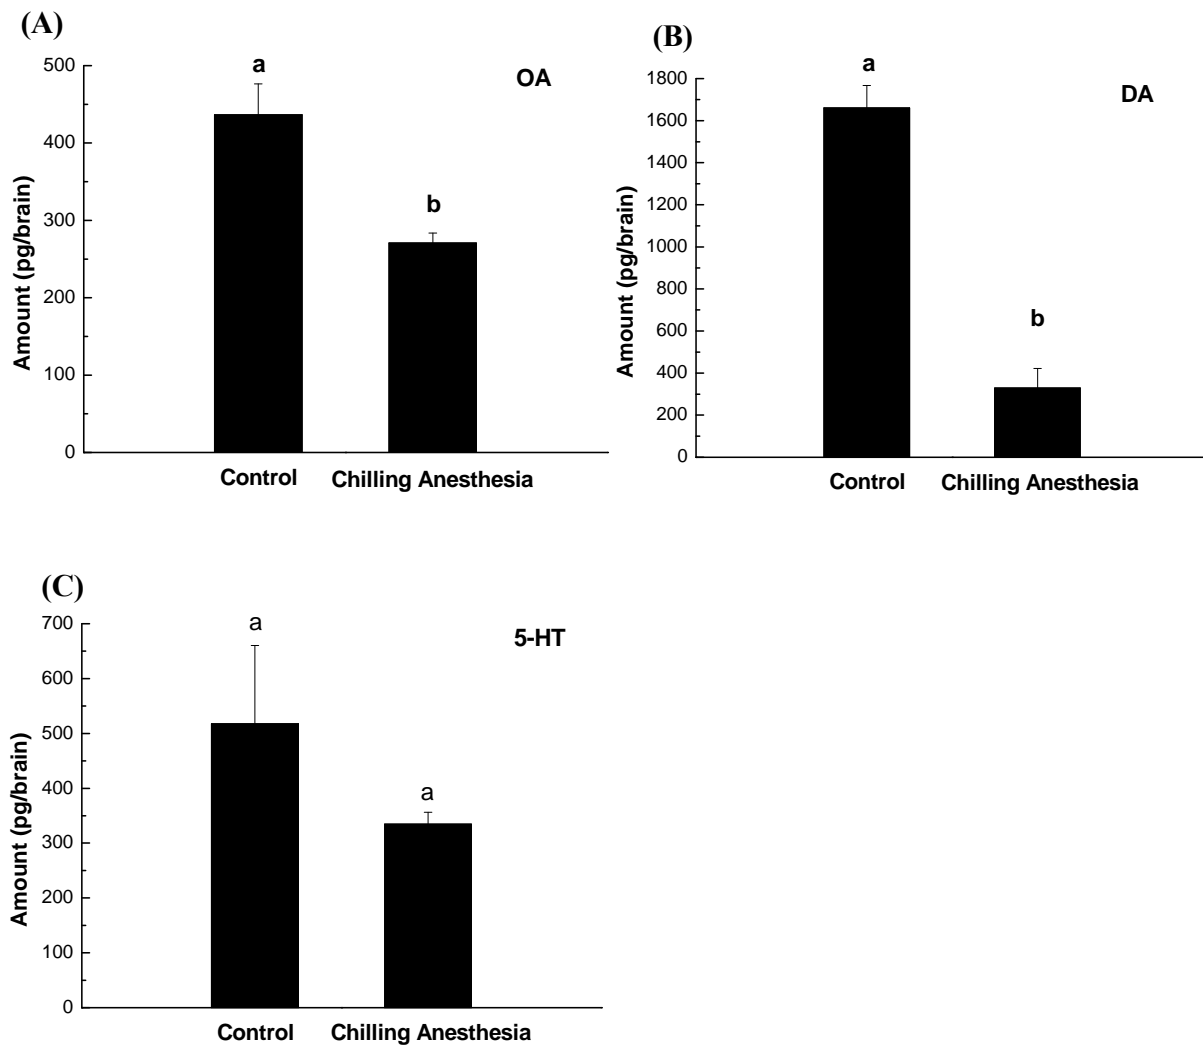 (A)
OA
a
b
Amount (pg/brain)
500
400
300
200
100
0
Control Chilling Anesthesia
(B)
DA
a
b
Amount (pg/brain)
1800
1600
1400
1200
1000
800
600
400
200
0
Control Chilling Anesthesia
(C)
5-HT
a
a
Amount (pg/brain)
700
600
500
400
300
200
100
0
Control Chilling Anesthesia